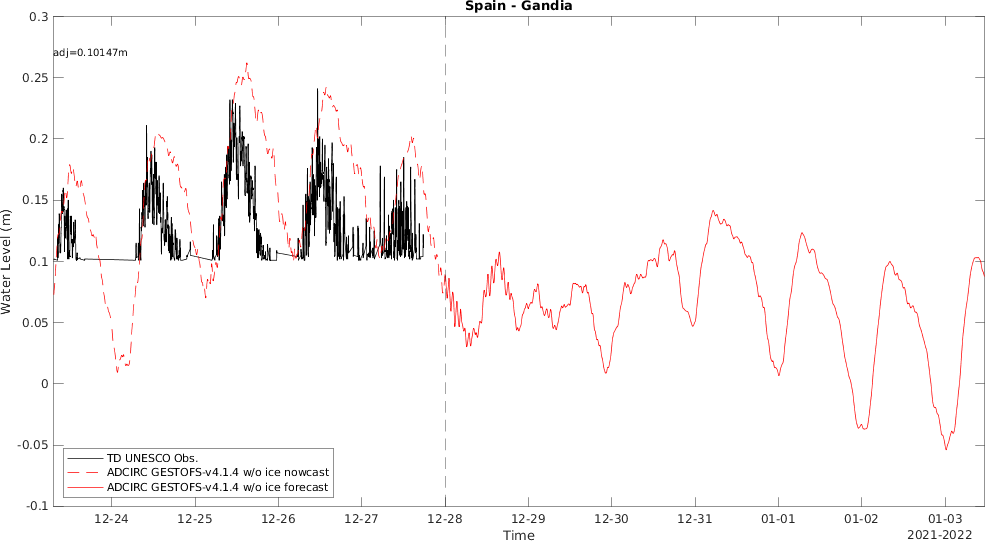 Spain - Gandia
adj=0.10147m
0.3
0.25
0.2
0.15
0.1
0.05
0
-0.05
-0.1
Water Level (m)
TD UNESCO Obs.
ADCIRC GESTOFS-v4.1.4 w/o ice nowcast
ADCIRC GESTOFS-v4.1.4 w/o ice forecast
12-24 12-25 12-26 12-27 12-28 12-29 12-30 12-31 01-01 01-02 01-03
Time
2021-2022